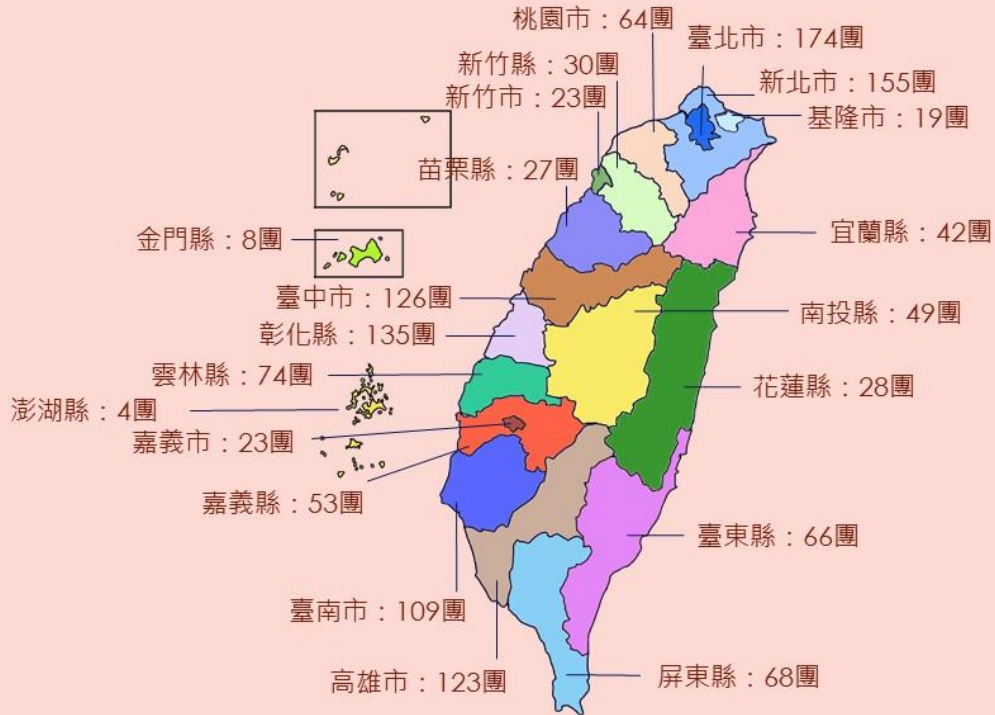 桃園市：64團
臺北市：174團
新竹縣：30團
新北市：155團
新竹市：23團
基隆市：19團
苗栗縣：27團
金門縣：8團
宜蘭縣：42團
臺中市：126團
南投縣：49團
彰化縣：135團
雲林縣：74團
花蓮縣：28團
澎湖縣：4團
嘉義市：23團
嘉義縣：53團
臺東縣：66團
臺南市：109團
高雄市：123團
屏東縣：68團